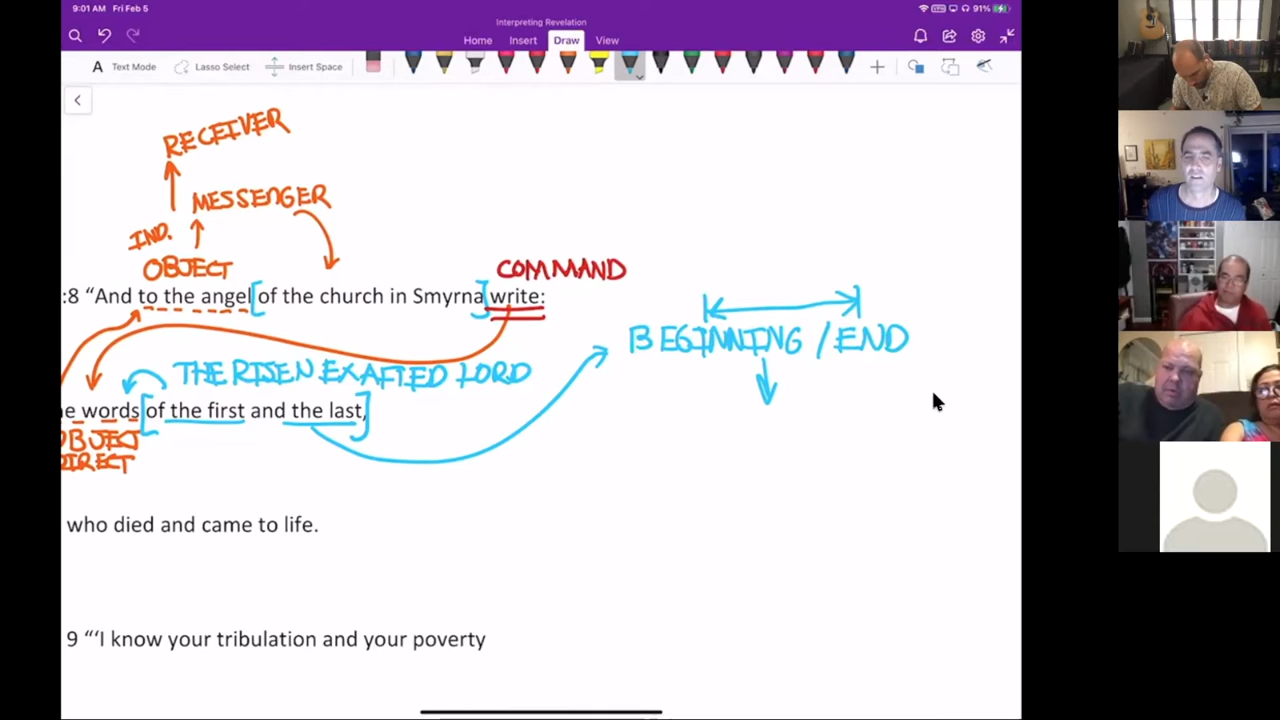 9:01 AM Fri Feb 5
91%
Interpreting Revelation
Home Insert Draw View
A Text Mode Lasso Select Insert Space
RECEIVER
MESSENGER
IND.
OBJECT
COMMAND
:8 “And to the angel [of the church in Smyrna] write:
BEGINNING / END
THE RISEN EXALTED LORD
he words [of the first and the last,]
OBJECT
DIRECT
who died and came to life.
9 “‘I know your tribulation and your poverty